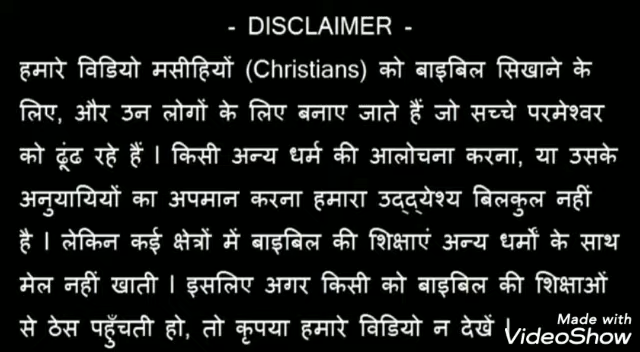 - DISCLAIMER -
हमारे विडियो मसीहियों (Christians) को बाइबिल सिखाने के
लिए, और उन लोगों के लिए बनाए जाते हैं जो सच्चे परमेश्वर
को ढूंढ रहे हैं । किसी अन्य धर्म की आलोचना करना, या उसके
अनुयायियों का अपमान करना हमारा उद्द्येश्य बिलकुल नहीं
है । लेकिन कई क्षेत्रों में बाइबिल की शिक्षाएं अन्य धर्मों के साथ
मेल नहीं खाती । इसलिए अगर किसी को बाइबिल की शिक्षाओं
से ठेस पहुँचती हो, तो कृपया हमारे विडियो न देखें ।
Made with
VideoShow